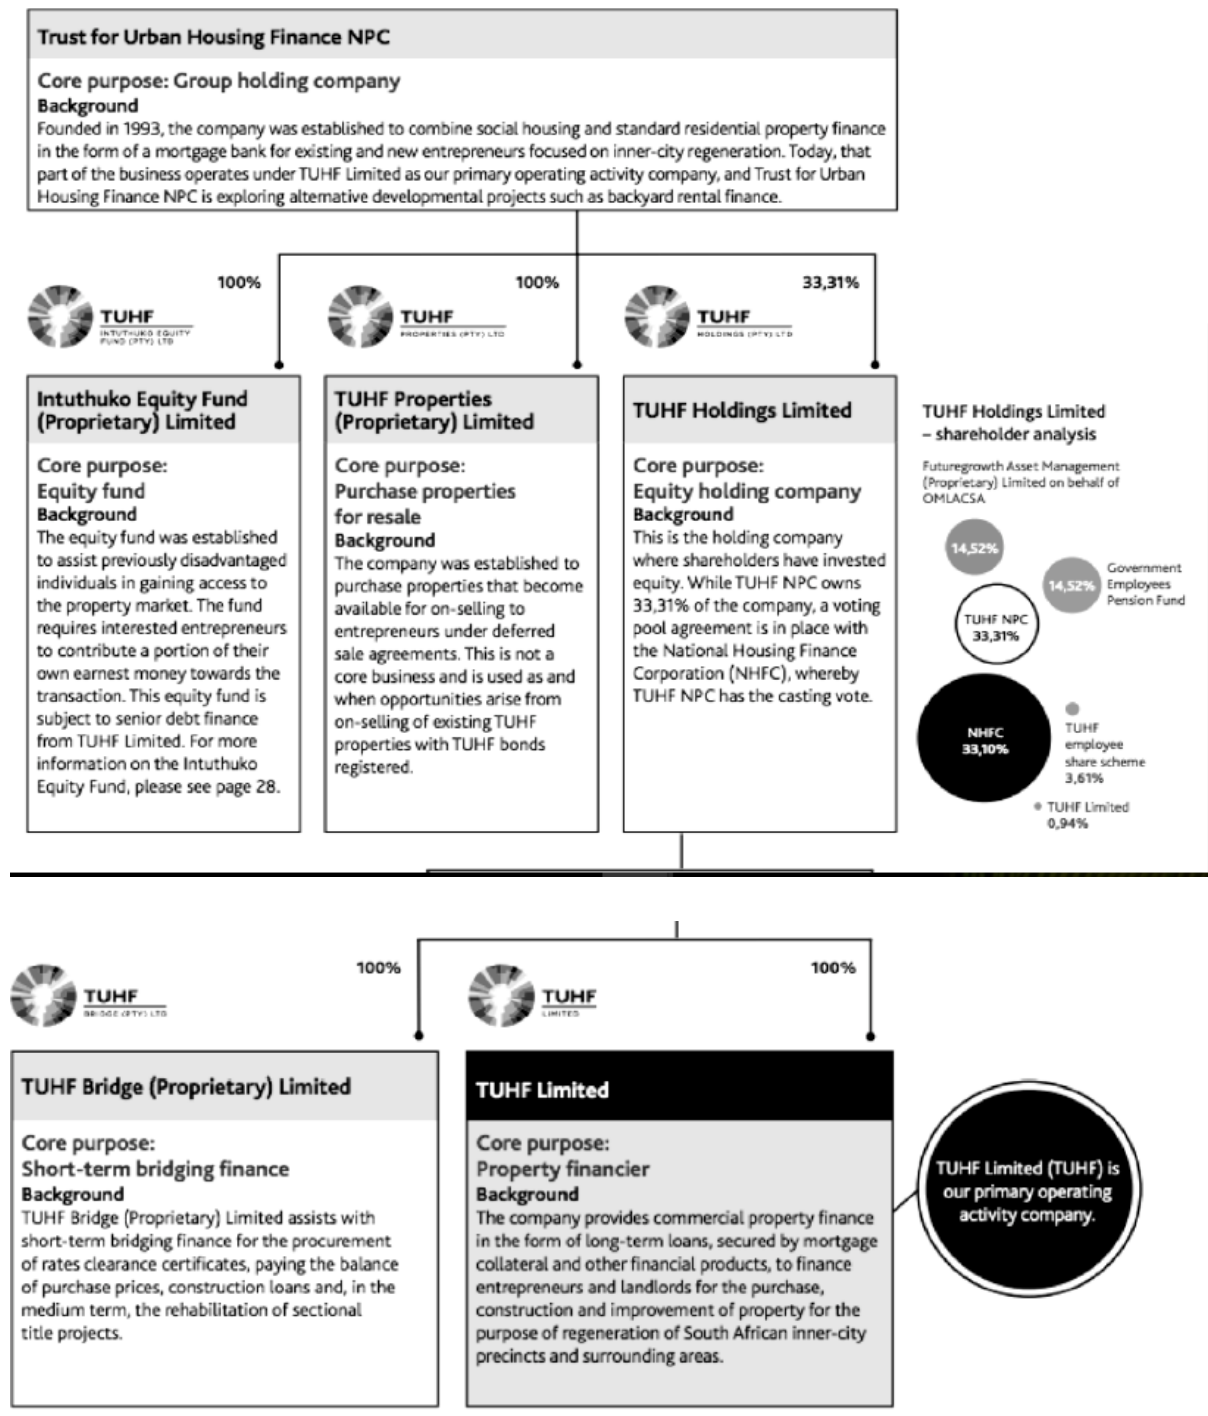 Trust for Urban Housing Finance NPC
Core purpose: Group holding company
Background
Founded in 1993, the company was established to combine social housing and standard residential property finance
in the form of a mortgage bank for existing and new entrepreneurs focused on inner-city regeneration. Today, that
part of the business operates under TUHF Limited as our primary operating activity company, and Trust for Urban
Housing Finance NPC is exploring alternative developmental projects such as backyard rental finance.
100%
TUHF
INTUTHUKO EQUITY
FUND (PTY) LTD
100%
TUHF
PROPERTIES (PTY) LTD
33,31%
TUHF
HOLDINGS (PTY) LTD
Intuthuko Equity Fund
(Proprietary) Limited
Core purpose:
Equity fund
Background
The equity fund was established
to assist previously disadvantaged
individuals in gaining access to
the property market. The fund
requires interested entrepreneurs
to contribute a portion of their
own earnest money towards the
transaction. This equity fund is
subject to senior debt finance
from TUHF Limited. For more
information on the Intuthuko
Equity Fund, please see page 28.
TUHF Properties
(Proprietary) Limited
Core purpose:
Purchase properties
for resale
Background
The company was established to
purchase properties that become
available for on-selling to
entrepreneurs under deferred
sale agreements. This is not a
core business and is used as and
when opportunities arise from
on-selling of existing TUHF
properties with TUHF bonds
registered.
TUHF Holdings Limited
Core purpose:
Equity holding company
Background
This is the holding company
where shareholders have invested
equity. While TUHF NPC owns
33,31% of the company, a voting
pool agreement is in place with
the National Housing Finance
Corporation (NHFC), whereby
TUHF NPC has the casting vote.
TUHF Holdings Limited
– shareholder analysis
Futuregrowth Asset Management
(Proprietary) Limited on behalf of
OMLACSA
14,52%
14,52%
Government
Employees
Pension Fund
TUHF NPC
33,31%
NHFC
33,10%
TUHF
employee
share scheme
3,61%
TUHF Limited
0,94%
100%
TUHF
BRIDGE (PTY) LTD
100%
TUHF
LIMITED
TUHF Bridge (Proprietary) Limited
Core purpose:
Short-term bridging finance
Background
TUHF Bridge (Proprietary) Limited assists with
short-term bridging finance for the procurement
of rates clearance certificates, paying the balance
of purchase prices, construction loans and, in the
medium term, the rehabilitation of sectional
title projects.
TUHF Limited
Core purpose:
Property financier
Background
The company provides commercial property finance
in the form of long-term loans, secured by mortgage
collateral and other financial products, to finance
entrepreneurs and landlords for the purchase,
construction and improvement of property for the
purpose of regeneration of South African inner-city
precincts and surrounding areas.
TUHF Limited (TUHF) is
our primary operating
activity company.